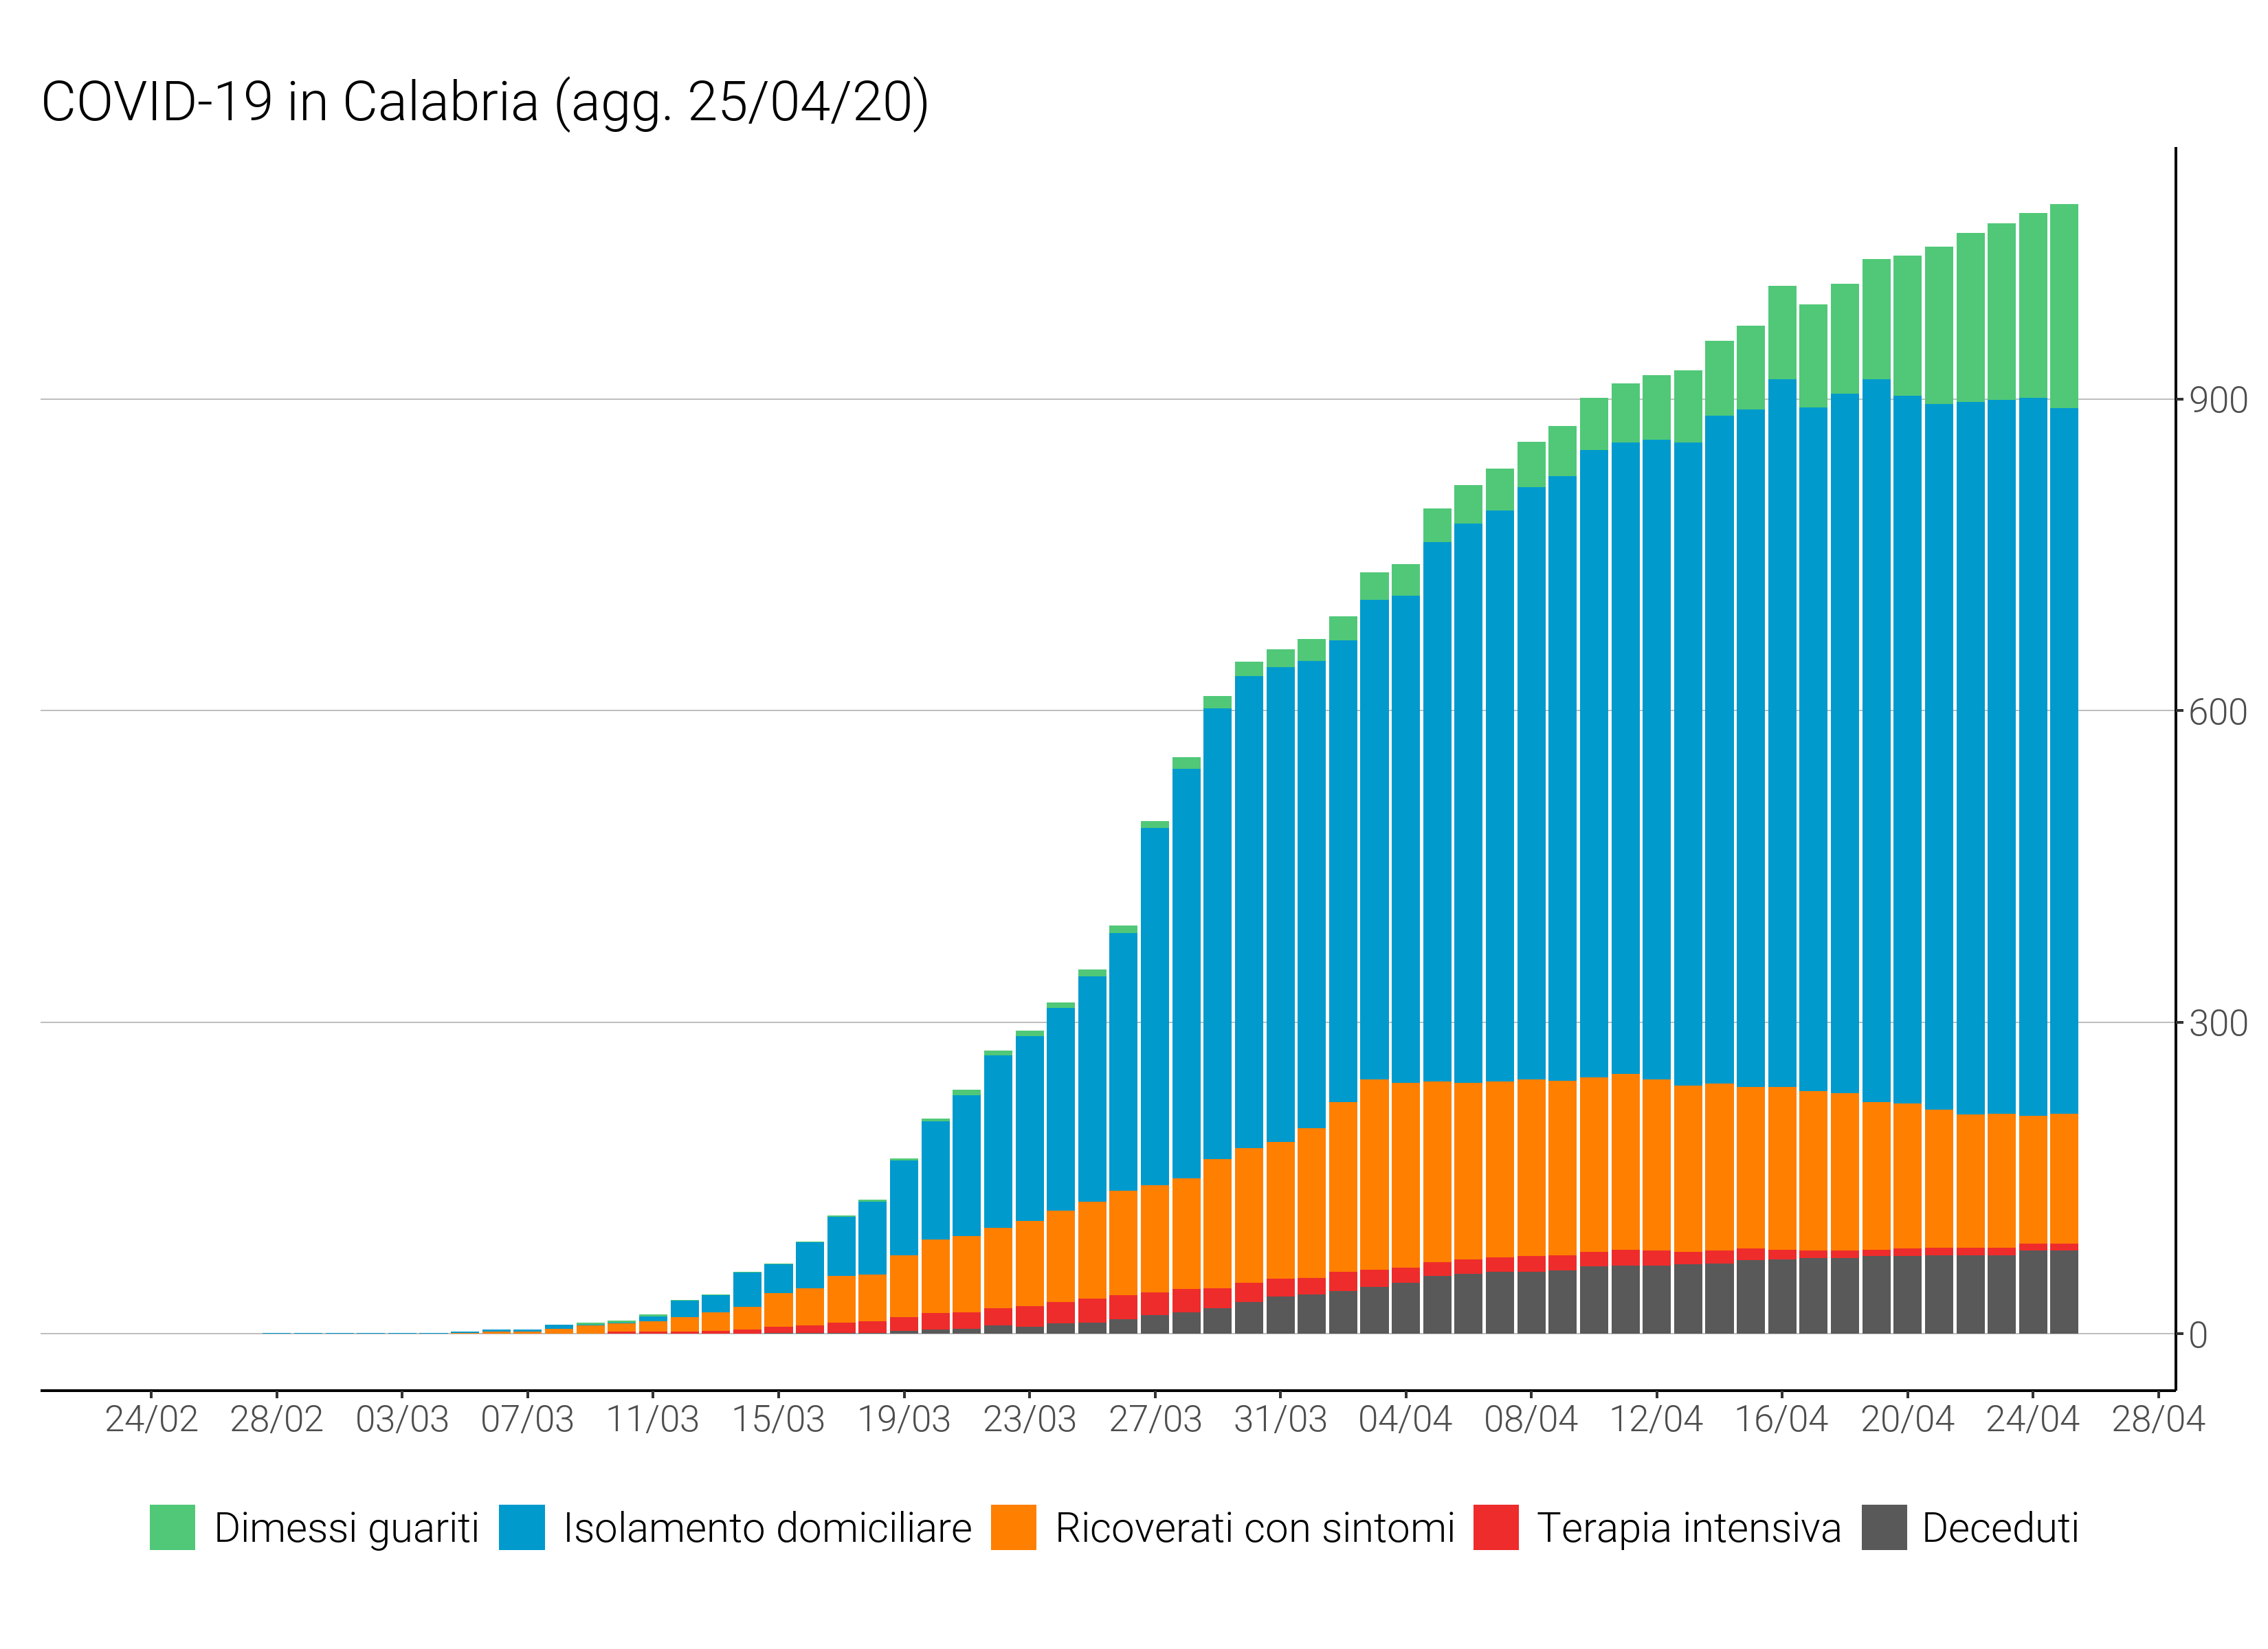 COVID-19 in Calabria (agg. 25/04/20)
900
600
300
0
24/02 28/02 03/03 07/03 11/03 15/03 19/03 23/03 27/03 31/03 04/04 08/04 12/04 16/04 20/04 24/04 28/04
Dimessi guariti Isolamento domiciliare Ricoverati con sintomi Terapia intensiva Deceduti